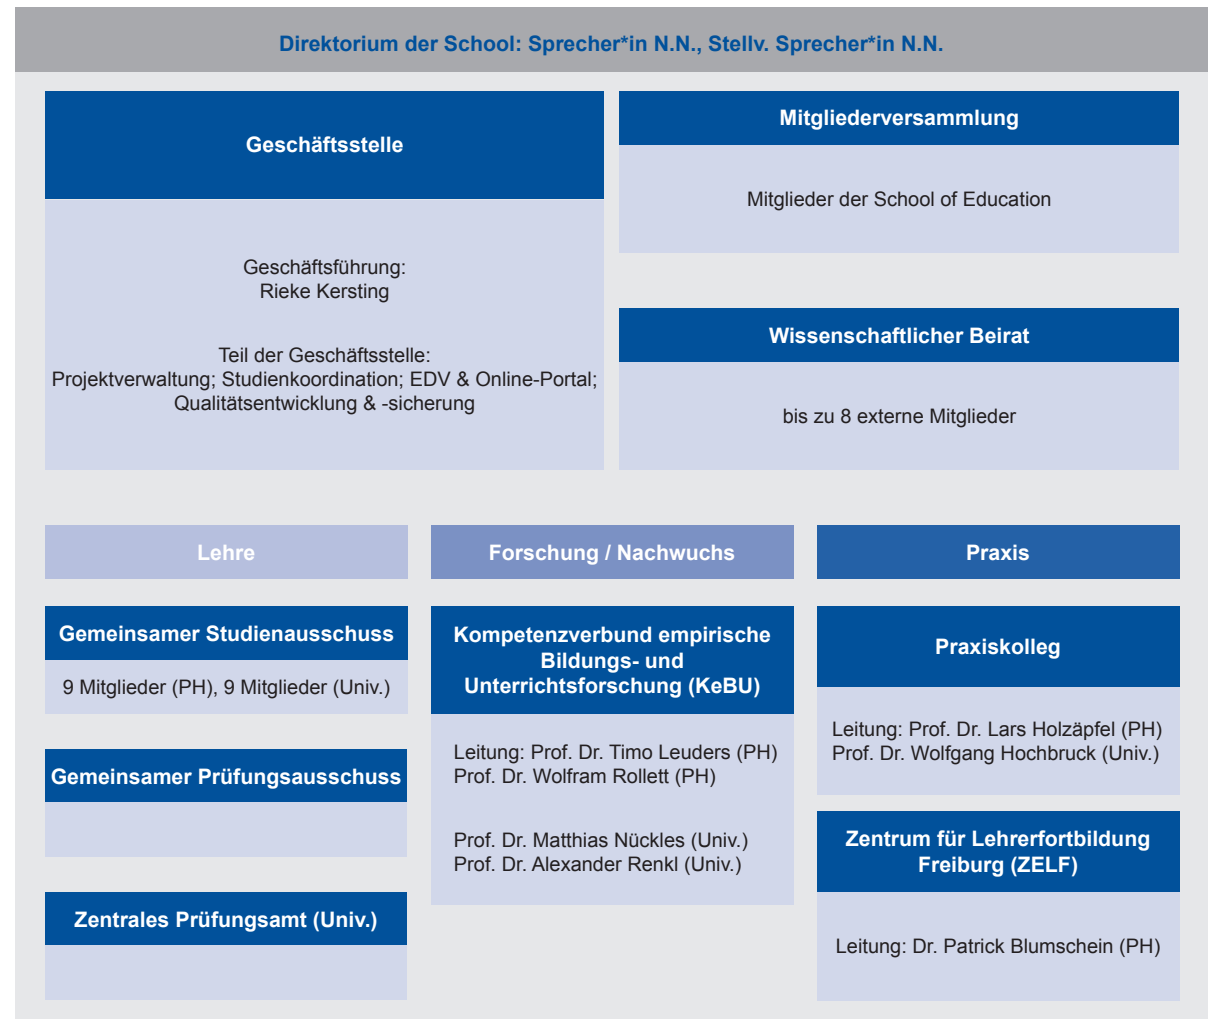 Direktorium der School: Sprecher*in N.N., Stellv. Sprecher*in N.N.
Geschäftsstelle
Geschäftsführung:
Rieke Kersting
Teil der Geschäftsstelle:
Projektverwaltung; Studienkoordination; EDV & Online-Portal;
Qualitätsentwicklung & -sicherung
Mitgliederversammlung
Mitglieder der School of Education
Wissenschaftlicher Beirat
bis zu 8 externe Mitglieder
Lehre
Gemeinsamer Studienausschuss
9 Mitglieder (PH), 9 Mitglieder (Univ.)
Gemeinsamer Prüfungsausschuss
Zentrales Prüfungsamt (Univ.)
Forschung / Nachwuchs
Kompetenzverbund empirische
Bildungs- und
Unterrichtsforschung (KeBU)
Leitung: Prof. Dr. Timo Leuders (PH)
Prof. Dr. Wolfram Rollett (PH)
Prof. Dr. Matthias Nückles (Univ.)
Prof. Dr. Alexander Renkl (Univ.)
Praxis
Praxiskolleg
Leitung: Prof. Dr. Lars Holzäpfel (PH)
Prof. Dr. Wolfgang Hochbruck (Univ.)
Zentrum für Lehrerfortbildung
Freiburg (ZELF)
Leitung: Dr. Patrick Blumschein (PH)